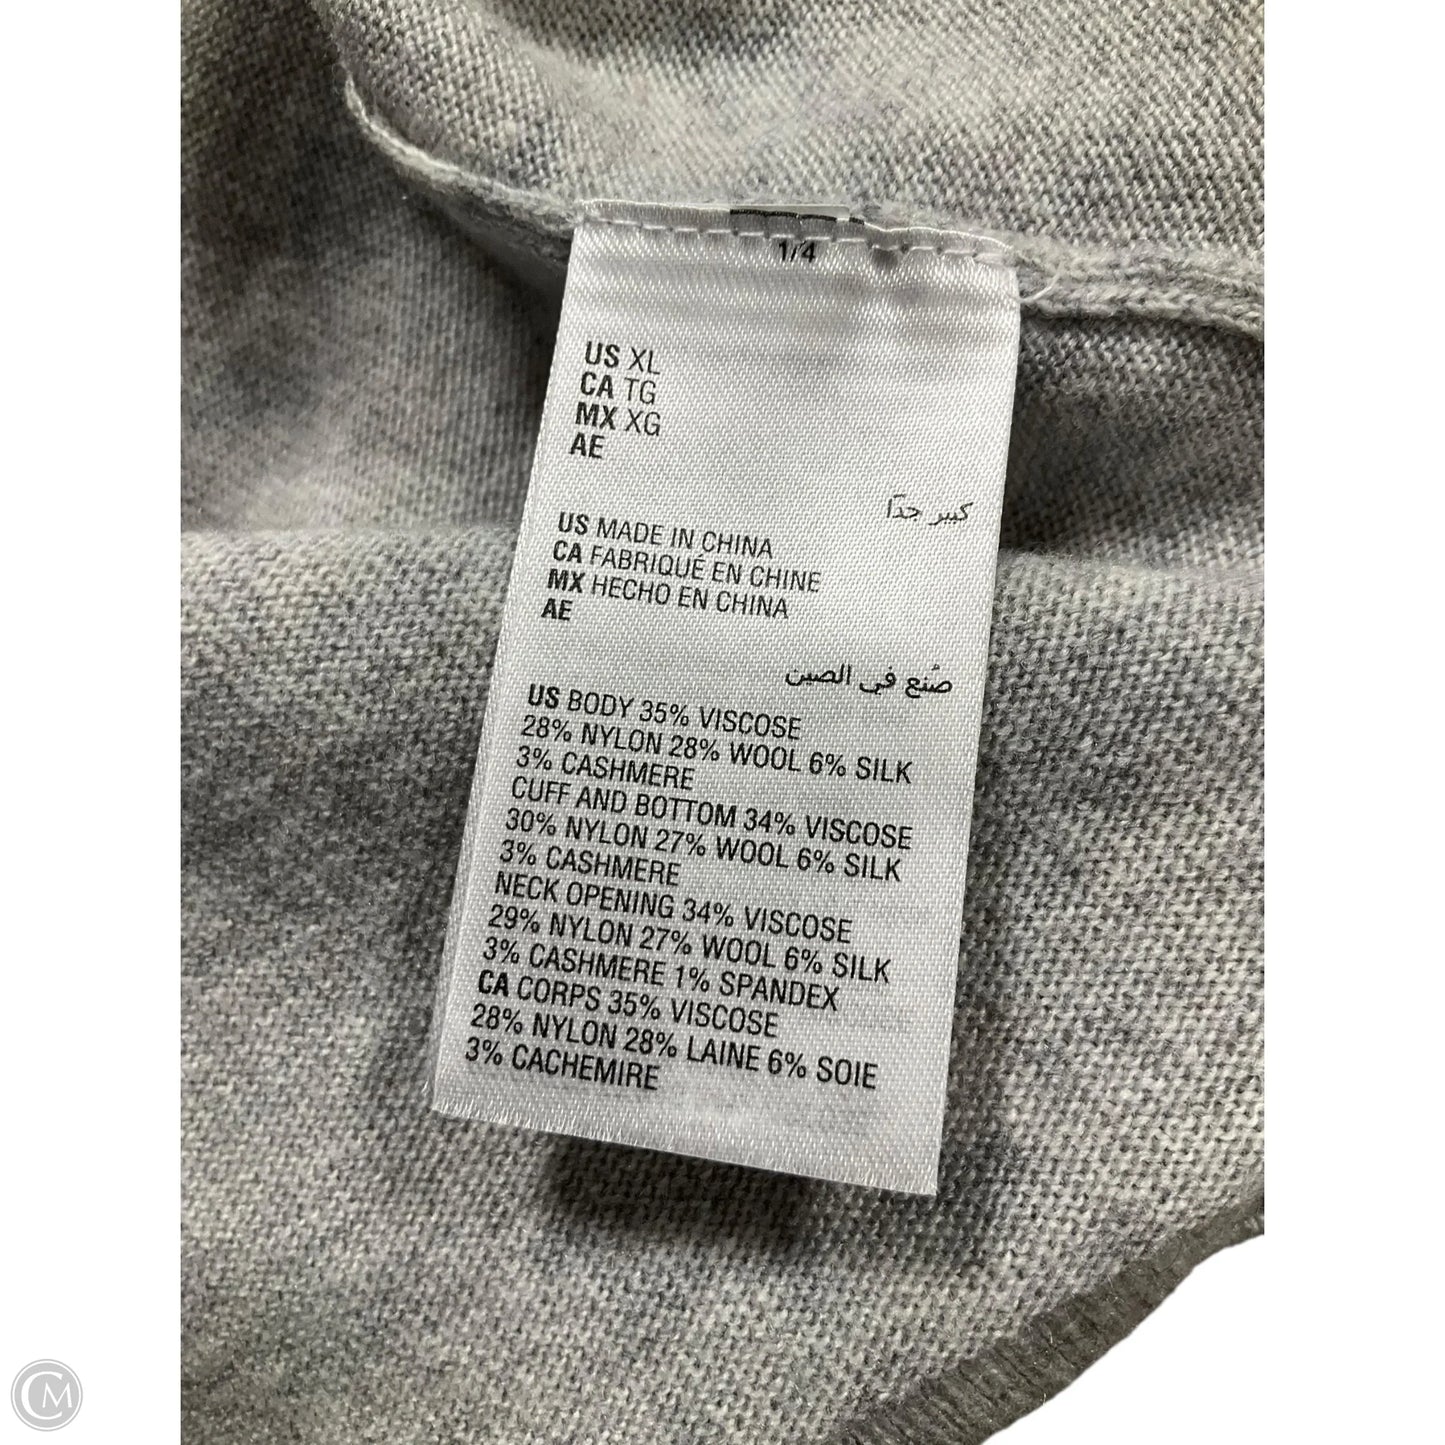 1/4
US XL
CA TG
MX XG
AE
كبير جدًا
US MADE IN CHINA
CA FABRIQUÉ EN CHINE
MX HECHO EN CHINA
AE
صُنع في الصين
US BODY 35% VISCOSE
28% NYLON 28% WOOL 6% SILK
3% CASHMERE
CUFF AND BOTTOM 34% VISCOSE
30% NYLON 27% WOOL 6% SILK
3% CASHMERE
NECK OPENING 34% VISCOSE
29% NYLON 27% WOOL 6% SILK
3% CASHMERE 1% SPANDEX
CA CORPS 35% VISCOSE
28% NYLON 28% LAINE 6% SOIE
3% CACHEMIRE
CM